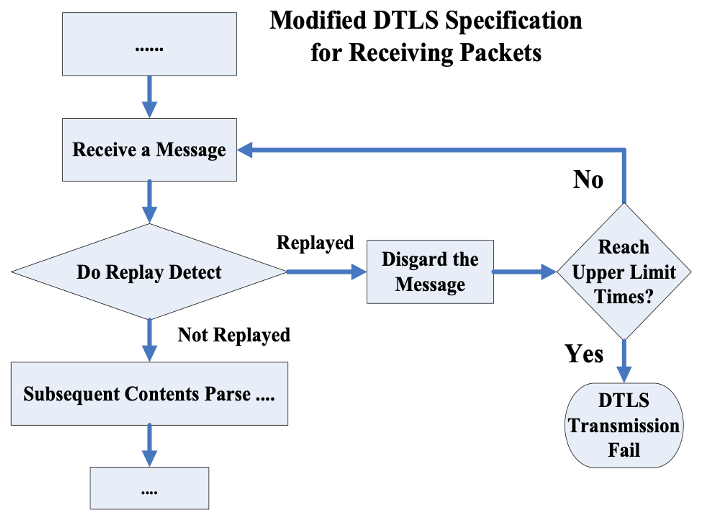 Modified DTLS Specification
for Receiving Packets
......
Receive a Message
No
Do Replay Detect
Replayed
Disgard the
Message
Reach
Upper Limit
Times?
Not Replayed
Yes
Subsequent Contents Parse ....
DTLS
Transmission
Fail
....